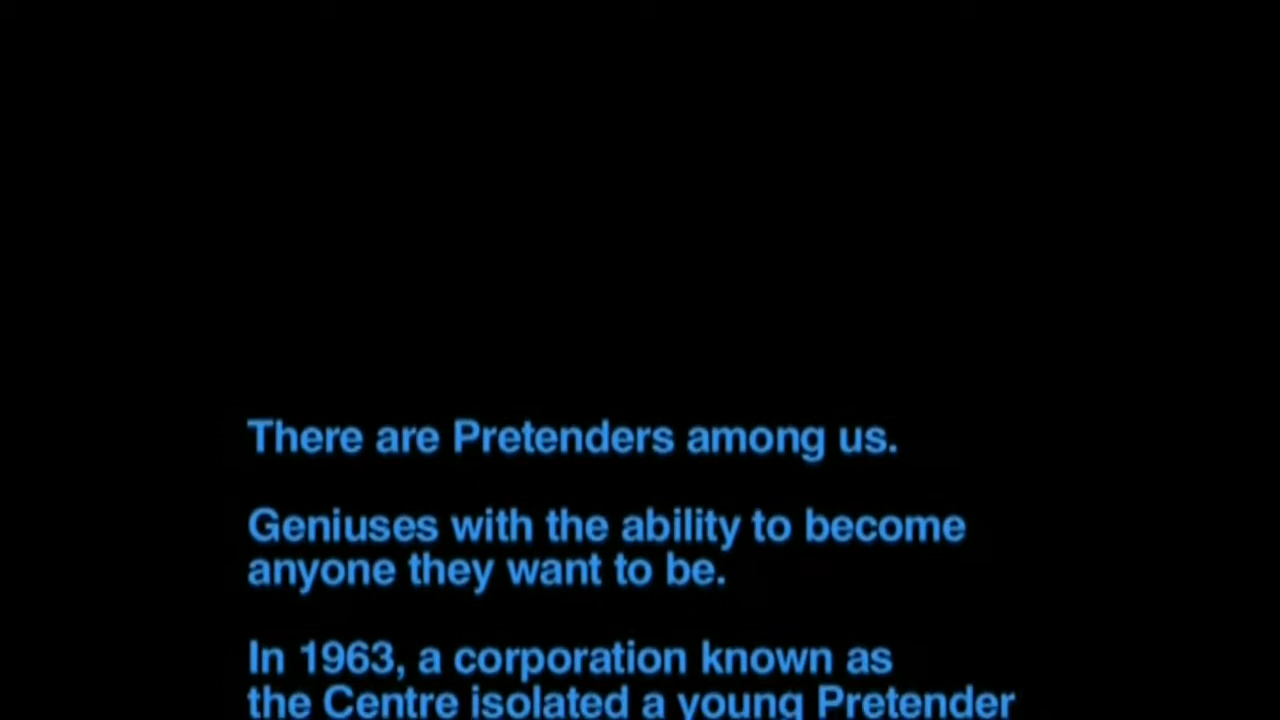 There are Pretenders among us.
Geniuses with the ability to become
anyone they want to be.
In 1963, a corporation known as
the Centre isolated a young Pretender